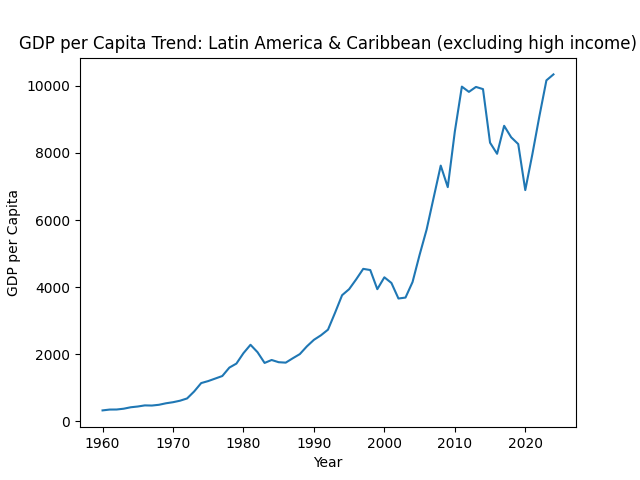 GDP per Capita Trend: Latin America & Caribbean (excluding high income)
10000
8000
6000
4000
2000
0
GDP per Capita
1960 1970 1980 1990 2000 2010 2020
Year